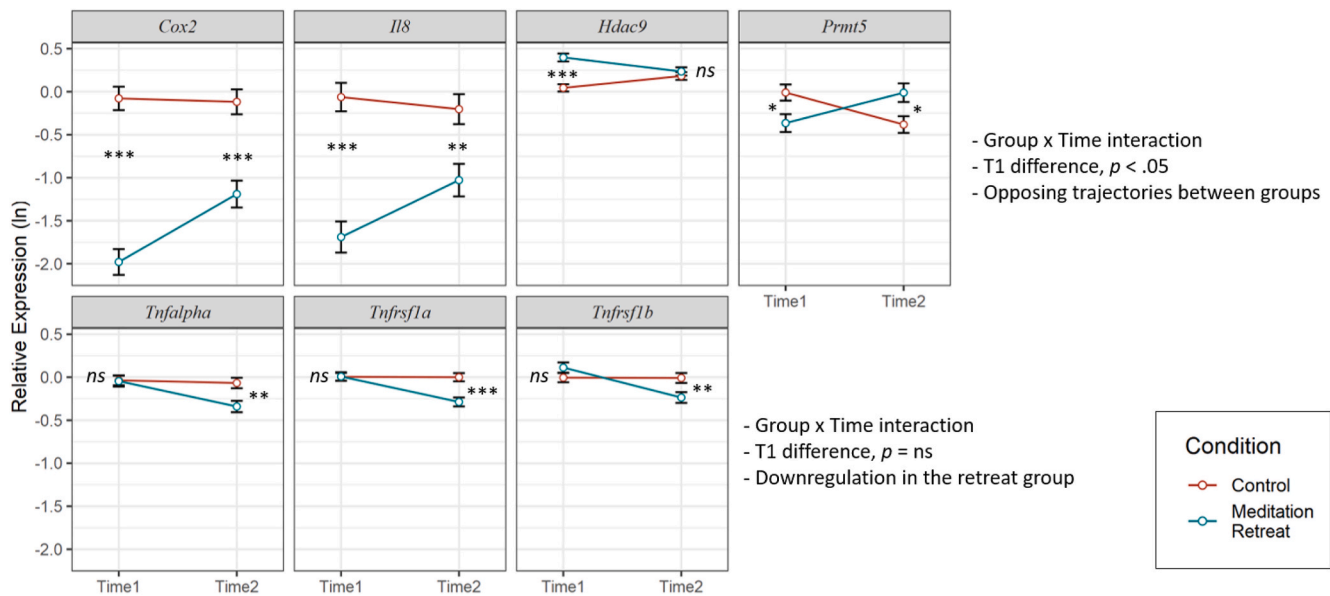 Cox2
Il8
Hdac9
Prmt5
0.5
0.0
-0.5
-1.0
-1.5
-2.0
***
***
***
**
***
ns
*
*
Time1
Time2
- Group x Time interaction
- T1 difference, p < .05
- Opposing trajectories between groups
Relative Expression (ln)
Tnfalpha
Tnfrsf1a
Tnfrsf1b
0.5
0.0
-0.5
-1.0
-1.5
-2.0
ns
**
ns
***
ns
**
Time1
Time2
Time1
Time2
Time1
Time2
- Group x Time interaction
- T1 difference, p = ns
- Downregulation in the retreat group
Condition
Control
Meditation
Retreat